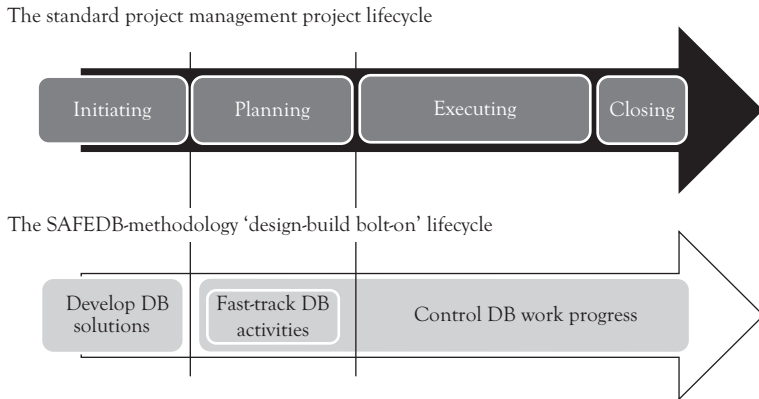 The standard project management project lifecycle
Initiating
Planning
Executing
Closing
The SAFEDB-methodology ‘design-build bolt-on’ lifecycle
Develop DB
solutions
Fast-track DB
activities
Control DB work progress